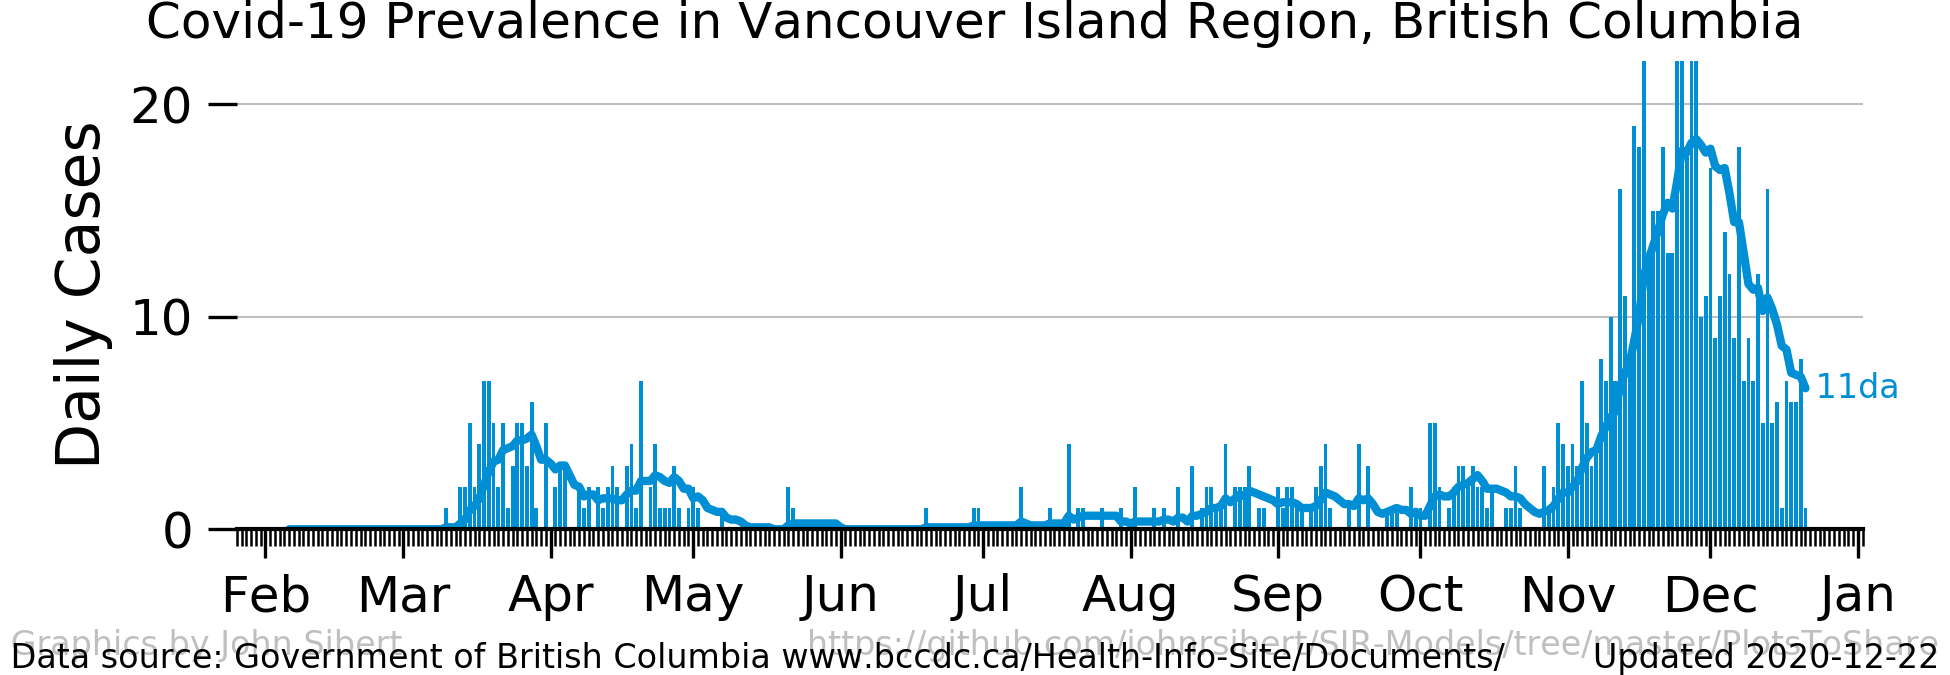 Covid-19 Prevalence in Vancouver Island Region, British Columbia
Daily Cases
20
10
0
11da
Feb Mar Apr May Jun Jul Aug Sep Oct Nov Dec Jan
Graphics by John Sibert https://github.com/johnrsibert/SIR-Models/tree/master/PlotsToShare
Data source: Government of British Columbia www.bccdc.ca/Health-Info-Site/Documents/ Updated 2020-12-22